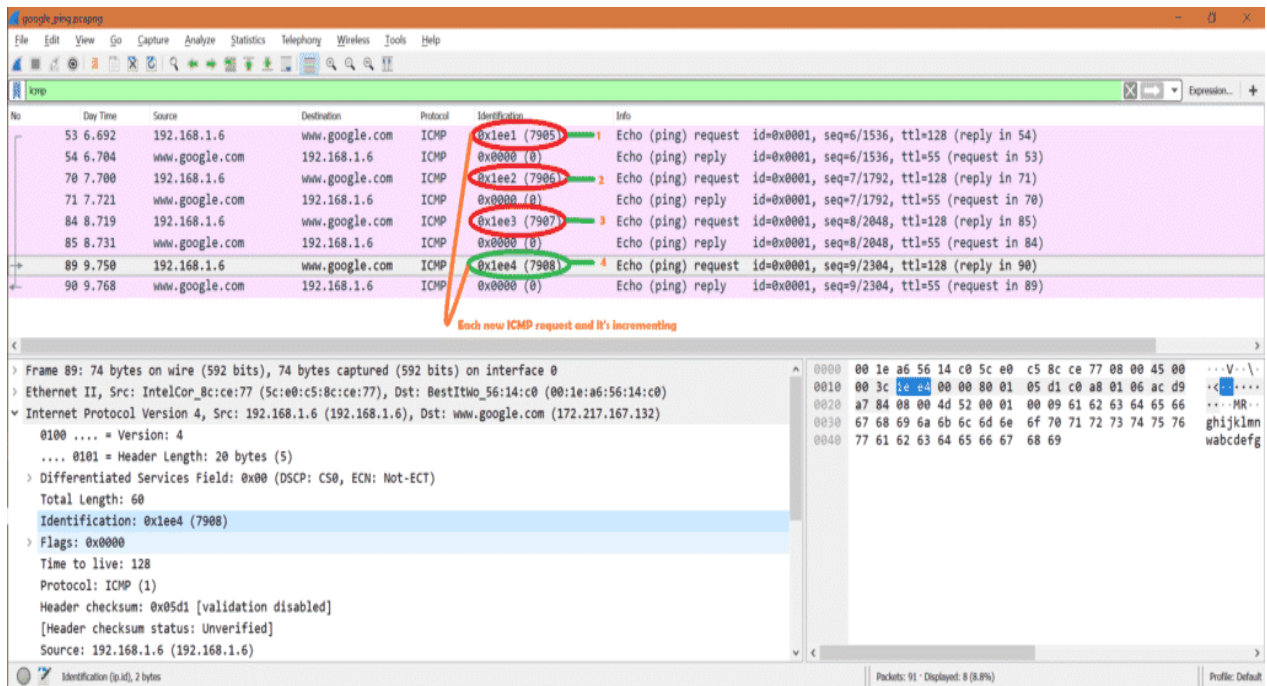 google_ping.pcapng
File Edit View Go Capture Analyze Statistics Telephony Wireless Tools Help
icmp Expression... +
No Day Time Source Destination Protocol Identification Info
53 6.692 192.168.1.6 www.google.com ICMP 0x1ee1 (7905) 1 Echo (ping) request id=0x0001, seq=6/1536, ttl=128 (reply in 54)
54 6.704 www.google.com 192.168.1.6 ICMP 0x0000 (0) Echo (ping) reply id=0x0001, seq=6/1536, ttl=55 (request in 53)
70 7.700 192.168.1.6 www.google.com ICMP 0x1ee2 (7906) 2 Echo (ping) request id=0x0001, seq=7/1792, ttl=128 (reply in 71)
71 7.721 www.google.com 192.168.1.6 ICMP 0x0000 (0) Echo (ping) reply id=0x0001, seq=7/1792, ttl=55 (request in 70)
84 8.719 192.168.1.6 www.google.com ICMP 0x1ee3 (7907) 3 Echo (ping) request id=0x0001, seq=8/2048, ttl=128 (reply in 85)
85 8.731 www.google.com 192.168.1.6 ICMP 0x0000 (0) Echo (ping) reply id=0x0001, seq=8/2048, ttl=55 (request in 84)
89 9.750 192.168.1.6 www.google.com ICMP 0x1ee4 (7908) 4 Echo (ping) request id=0x0001, seq=9/2304, ttl=128 (reply in 90)
90 9.768 www.google.com 192.168.1.6 ICMP 0x0000 (0) Echo (ping) reply id=0x0001, seq=9/2304, ttl=55 (request in 89)
Each new ICMP request and it's incrementing
Frame 89: 74 bytes on wire (592 bits), 74 bytes captured (592 bits) on interface 0
Ethernet II, Src: IntelCor_8c:ce:77 (5c:e0:c5:8c:ce:77), Dst: BestItWo_56:14:c0 (00:1e:a6:56:14:c0)
Internet Protocol Version 4, Src: 192.168.1.6 (192.168.1.6), Dst: www.google.com (172.217.167.132)
0100 .... = Version: 4
.... 0101 = Header Length: 20 bytes (5)
Differentiated Services Field: 0x00 (DSCP: CS0, ECN: Not-ECT)
Total Length: 60
Identification: 0x1ee4 (7908)
Flags: 0x0000
Time to live: 128
Protocol: ICMP (1)
Header checksum: 0x05d1 [validation disabled]
[Header checksum status: Unverified]
Source: 192.168.1.6 (192.168.1.6)
0000 00 1e a6 56 14 c0 5c e0 c5 8c ce 77 08 00 45 00 ···V··\·
0010 00 3c 1e e4 00 00 80 01 05 d1 c0 a8 01 06 ac d9 ·<······
0020 a7 84 08 00 4d 52 00 01 00 09 61 62 63 64 65 66 ····MR··
0030 67 68 69 6a 6b 6c 6d 6e 6f 70 71 72 73 74 75 76 ghijklmn
0040 77 61 62 63 64 65 66 67 68 69 wabcdefg
Identification (ip.id), 2 bytes Packets: 91 · Displayed: 8 (8.8%) Profile: Default